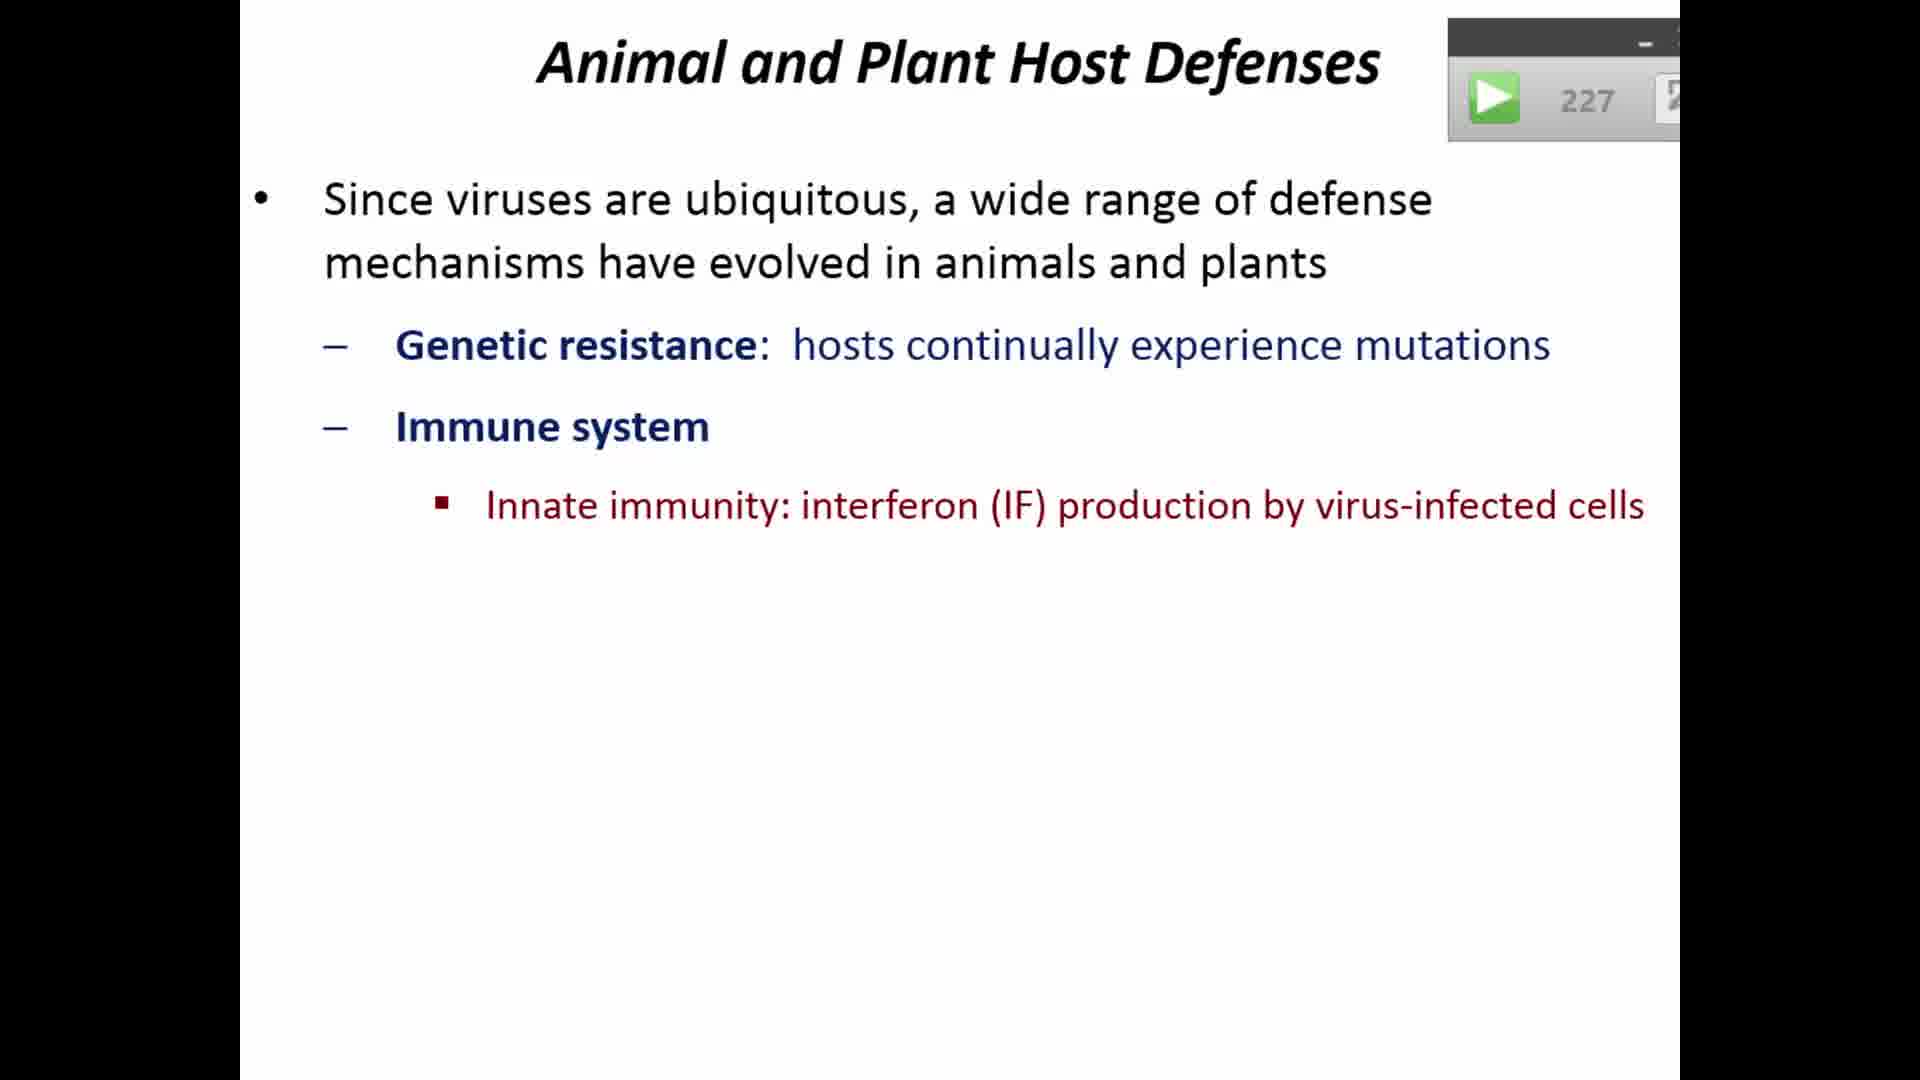 Animal and Plant Host Defenses
227
• Since viruses are ubiquitous, a wide range of defense
mechanisms have evolved in animals and plants
– Genetic resistance: hosts continually experience mutations
– Immune system
▪ Innate immunity: interferon (IF) production by virus-infected cells